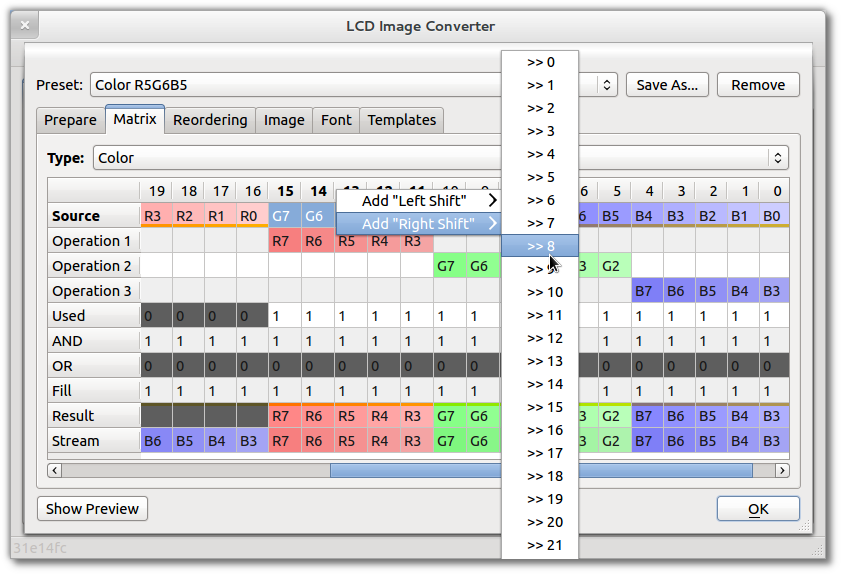 LCD Image Converter
Preset: Color R5G6B5 Save As... Remove
Prepare Matrix Reordering Image Font Templates
Type: Color
19 18 17 16 15 14 4 3 2 1 0
Source R3 R2 R1 R0 G7 G6 B5 B4 B3 B2 B1 B0
Operation 1 R7 R6 R5 R4 R3
Operation 2 G7 G6 3 G2
Operation 3 B7 B6 B5 B4 B3
Used 0 0 0 0 1 1 1 1 1 1 1 1 1 1 1 1 1
AND 1 1 1 1 1 1 1 1 1 1 1 1 1 1 1 1 1
OR 0 0 0 0 0 0 0 0 0 0 0 0 0 0 0 0 0
Fill 1 1 1 1 1 1 1 1 1 1 1 1 1 1 1 1 1
Result R7 R6 R5 R4 R3 G7 G6 3 G2 B7 B6 B5 B4 B3
Stream B6 B5 B4 B3 R7 R6 R5 R4 R3 G7 G6 3 G2 B7 B6 B5 B4 B3
Add "Left Shift"
Add "Right Shift"
>> 0
>> 1
>> 2
>> 3
>> 4
>> 5
>> 6
>> 7
>> 8
>>
>> 10
>> 11
>> 12
>> 13
>> 14
>> 15
>> 16
>> 17
>> 18
>> 19
>> 20
>> 21
Show Preview OK
31e14fc